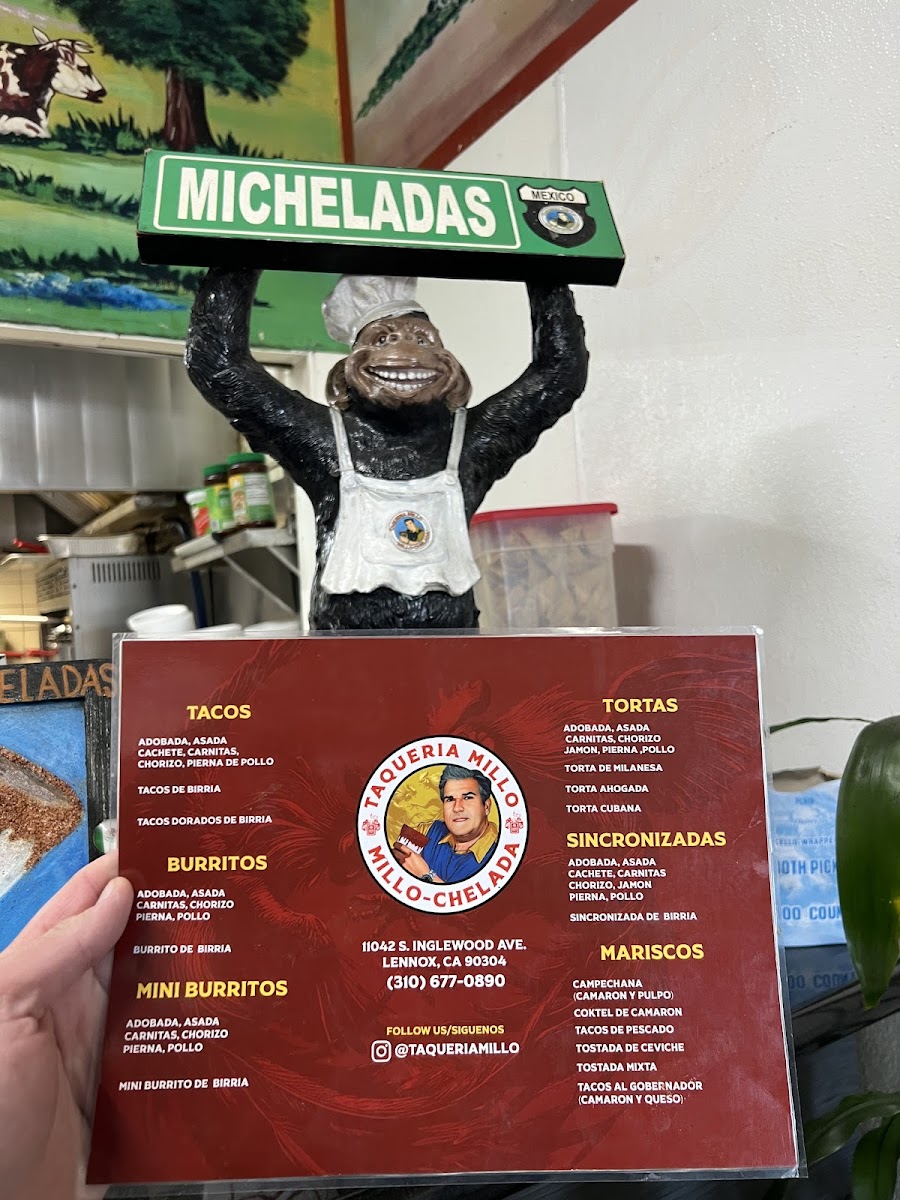 MICHELADAS
MEXICO
ELADAS
TACOS
ADOBADA, ASADA
CACHETE, CARNITAS,
CHORIZO, PIERNA DE POLLO
TACOS DE BIRRIA
TACOS DORADOS DE BIRRIA
BURRITOS
ADOBADA, ASADA
CARNITAS, CHORIZO
PIERNA, POLLO
BURRITO DE BIRRIA
MINI BURRITOS
ADOBADA, ASADA
CARNITAS, CHORIZO
PIERNA, POLLO
MINI BURRITO DE BIRRIA
TAQUERIA MILLO
MILLO-CHELADA
11042 S. INGLEWOOD AVE.
LENNOX, CA 90304
(310) 677-0890
FOLLOW US/SIGUENOS
@TAQUERIAMILLO
TORTAS
ADOBADA, ASADA
CARNITAS, CHORIZO
JAMON, PIERNA ,POLLO
TORTA DE MILANESA
TORTA AHOGADA
TORTA CUBANA
SINCRONIZADAS
ADOBADA, ASADA
CACHETE, CARNITAS
CHORIZO, JAMON
PIERNA, POLLO
SINCRONIZADA DE BIRRIA
MARISCOS
CAMPECHANA
(CAMARON Y PULPO)
COKTEL DE CAMARON
TACOS DE PESCADO
TOSTADA DE CEVICHE
TOSTADA MIXTA
TACOS AL GOBERNADOR
(CAMARON Y QUESO)